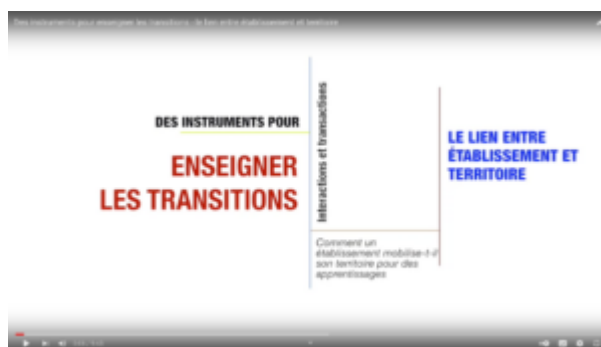 Des instruments pour enseigner les transitions - le lien entre établissement et territoire
DES INSTRUMENTS POUR
ENSEIGNER
LES TRANSITIONS
Interactions et transactions
Comment un
établissement mobilise-t-il
son territoire pour des
apprentissages
LE LIEN ENTRE
ÉTABLISSEMENT ET
TERRITOIRE